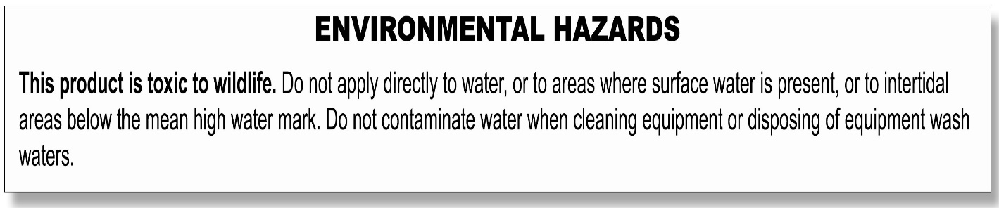 ENVIRONMENTAL HAZARDS
This product is toxic to wildlife. Do not apply directly to water, or to areas where surface water is present, or to intertidal
areas below the mean high water mark. Do not contaminate water when cleaning equipment or disposing of equipment wash
waters.